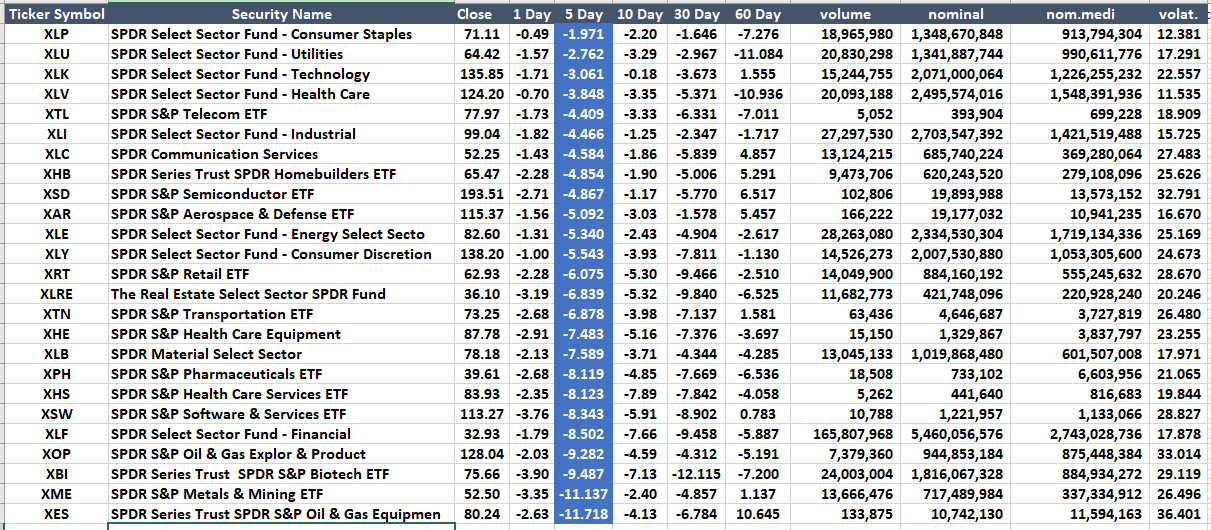 Ticker Symbol Security Name Close 1 Day 5 Day 10 Day 30 Day 60 Day volume nominal nom.medi volat.
XLP SPDR Select Sector Fund - Consumer Staples 71.11 -0.49 -1.971 -2.20 -1.646 -7.276 18,965,980 1,348,670,848 913,794,304 12.381
XLU SPDR Select Sector Fund - Utilities 64.42 -1.57 -2.762 -3.29 -2.967 -11.084 20,830,298 1,341,887,744 990,611,776 17.291
XLK SPDR Select Sector Fund - Technology 135.85 -1.71 -3.061 -0.18 -3.673 1.555 15,244,755 2,071,000,064 1,226,255,232 22.557
XLV SPDR Select Sector Fund - Health Care 124.20 -0.70 -3.848 -3.35 -5.371 -10.936 20,093,188 2,495,574,016 1,548,391,936 11.535
XTL SPDR S&P Telecom ETF 77.97 -1.73 -4.409 -3.33 -6.331 -7.011 5,052 393,904 699,228 18.909
XLI SPDR Select Sector Fund - Industrial 99.04 -1.82 -4.466 -1.25 -2.347 -1.717 27,297,530 2,703,547,392 1,421,519,488 15.725
XLC SPDR Communication Services 52.25 -1.43 -4.584 -1.86 -5.839 4.857 13,124,215 685,740,224 369,280,064 27.483
XHB SPDR Series Trust SPDR Homebuilders ETF 65.47 -2.28 -4.854 -1.90 -5.006 5.291 9,473,706 620,243,520 279,108,096 25.626
XSD SPDR S&P Semiconductor ETF 193.51 -2.71 -4.867 -1.17 -5.770 6.517 102,806 19,893,988 13,573,152 32.791
XAR SPDR S&P Aerospace & Defense ETF 115.37 -1.56 -5.092 -3.03 -1.578 5.457 166,222 19,177,032 10,941,235 16.670
XLE SPDR Select Sector Fund - Energy Select Secto 82.60 -1.31 -5.340 -2.43 -4.904 -2.617 28,263,080 2,334,530,304 1,719,134,336 25.169
XLY SPDR Select Sector Fund - Consumer Discretion 138.20 -1.00 -5.543 -3.93 -7.811 -1.130 14,526,273 2,007,530,880 1,053,305,600 24.673
XRT SPDR S&P Retail ETF 62.93 -2.28 -6.075 -5.30 -9.466 -2.510 14,049,900 884,160,192 555,245,632 28.670
XLRE The Real Estate Select Sector SPDR Fund 36.10 -3.19 -6.839 -5.32 -9.840 -6.525 11,682,773 421,748,096 220,928,240 20.246
XTN SPDR S&P Transportation ETF 73.25 -2.68 -6.878 -3.98 -7.137 1.581 63,436 4,646,687 3,727,819 26.480
XHE SPDR S&P Health Care Equipment 87.78 -2.91 -7.483 -5.16 -7.376 -3.697 15,150 1,329,867 3,837,797 23.255
XLB SPDR Material Select Sector 78.18 -2.13 -7.589 -3.71 -4.344 -4.285 13,045,133 1,019,868,480 601,507,008 17.971
XPH SPDR S&P Pharmaceuticals ETF 39.61 -2.68 -8.119 -4.85 -7.669 -6.536 18,508 733,102 6,603,956 21.065
XHS SPDR S&P Health Care Services ETF 83.93 -2.35 -8.123 -7.89 -7.842 -4.058 5,262 441,640 816,683 19.844
XSW SPDR S&P Software & Services ETF 113.27 -3.76 -8.343 -5.91 -8.902 0.783 10,788 1,221,957 1,133,066 28.827
XLF SPDR Select Sector Fund - Financial 32.93 -1.79 -8.502 -7.66 -9.458 -5.887 165,807,968 5,460,056,576 2,743,028,736 17.878
XOP SPDR S&P Oil & Gas Explor & Product 128.04 -2.03 -9.282 -4.59 -4.312 -5.191 7,379,360 944,853,184 875,448,384 33.014
XBI SPDR Series Trust SPDR S&P Biotech ETF 75.66 -3.90 -9.487 -7.13 -12.115 -7.200 24,003,004 1,816,067,328 884,934,272 29.119
XME SPDR S&P Metals & Mining ETF 52.50 -3.35 -11.137 -2.40 -4.857 1.137 13,666,476 717,489,984 337,334,912 26.496
XES SPDR Series Trust SPDR S&P Oil & Gas Equipmen 80.24 -2.63 -11.718 -4.13 -6.784 10.645 133,875 10,742,130 11,594,163 36.401